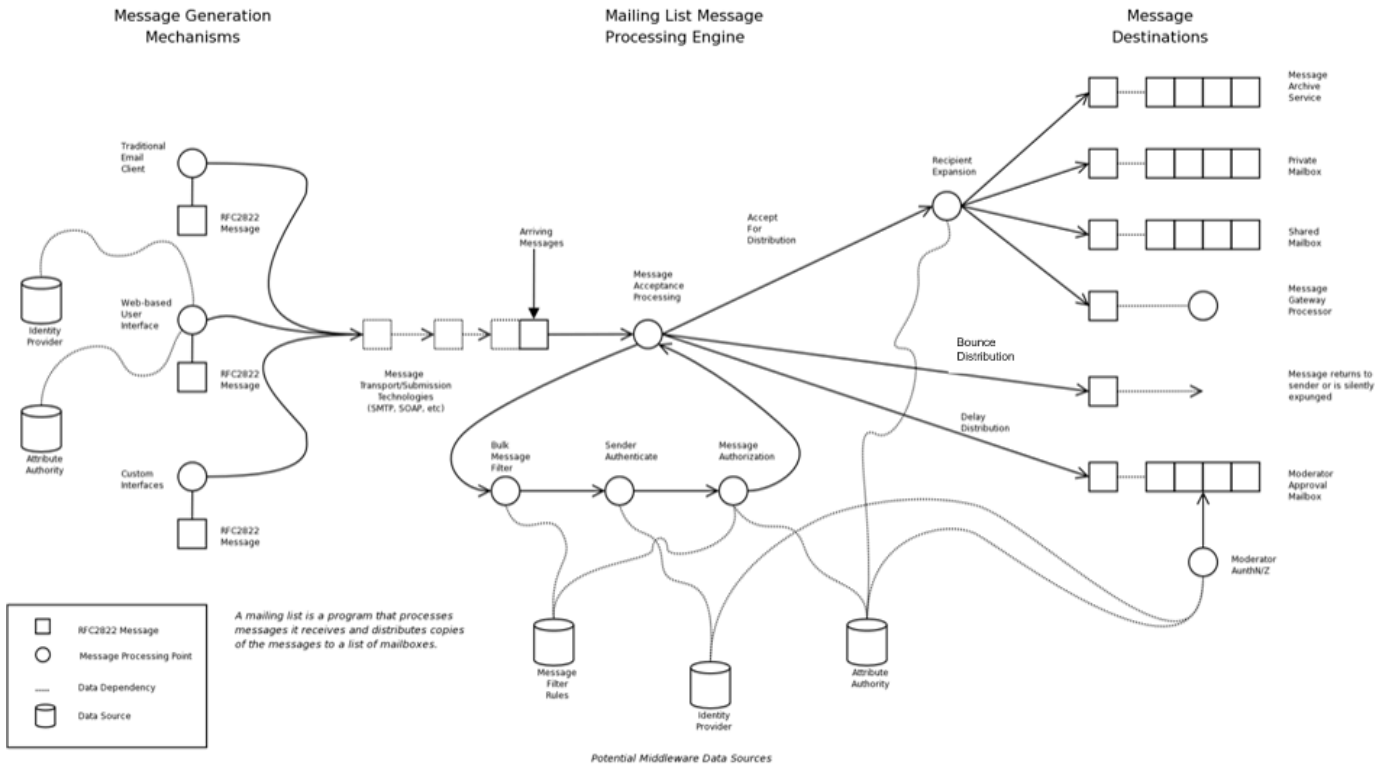 Message Generation
Mechanisms
Mailing List Message
Processing Engine
Message
Destinations
Traditional
Email
Client
RFC2822
Message
Identity
Provider
Web-based
User
Interface
RFC2822
Message
Attribute
Authority
Custom
Interfaces
RFC2822
Message
Message
Transport/Submission
Technologies
(SMTP, SOAP, etc)
Arriving
Messages
Message
Acceptance
Processing
Accept
For
Distribution
Recipient
Expansion
Bounce
Distribution
Delay
Distribution
Bulk
Message
Filter
Sender
Authenticate
Message
Authorization
Message
Archive
Service
Private
Mailbox
Shared
Mailbox
Message
Gateway
Processor
Message returns to
sender or is silently
expunged
Moderator
Approval
Mailbox
Moderator
AunthN/Z
Message
Filter
Rules
Identity
Provider
Attribute
Authority
RFC2822 Message
Message Processing Point
Data Dependency
Data Source
A mailing list is a program that processes
messages it receives and distributes copies
of the messages to a list of mailboxes.
Potential Middleware Data Sources